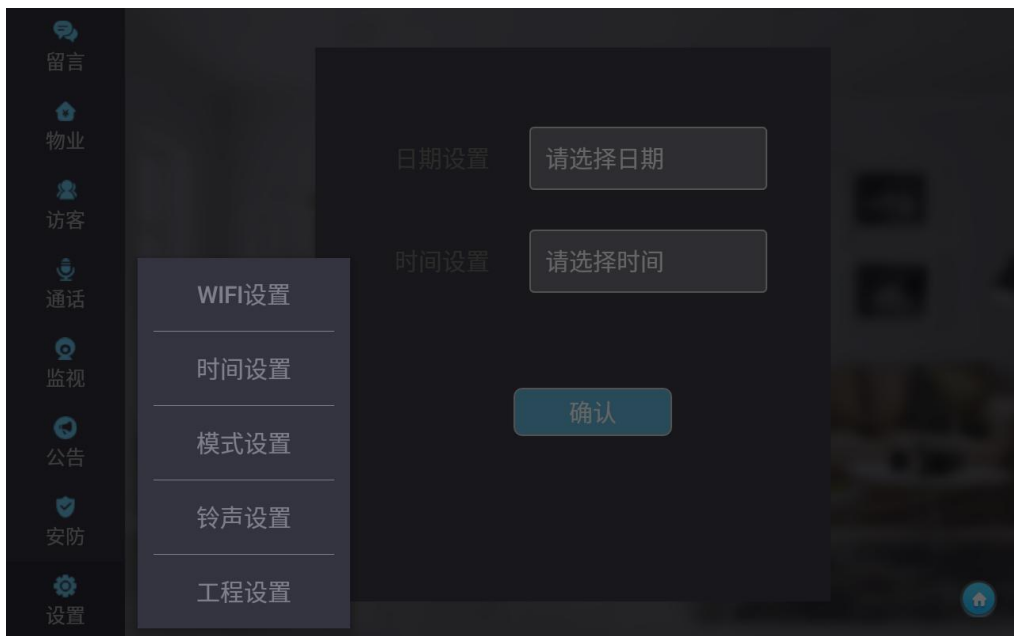 留言
物业
访客
通话
监视
公告
安防
设置
WIFI设置
时间设置
模式设置
铃声设置
工程设置
日期设置
请选择日期
时间设置
请选择时间
确认